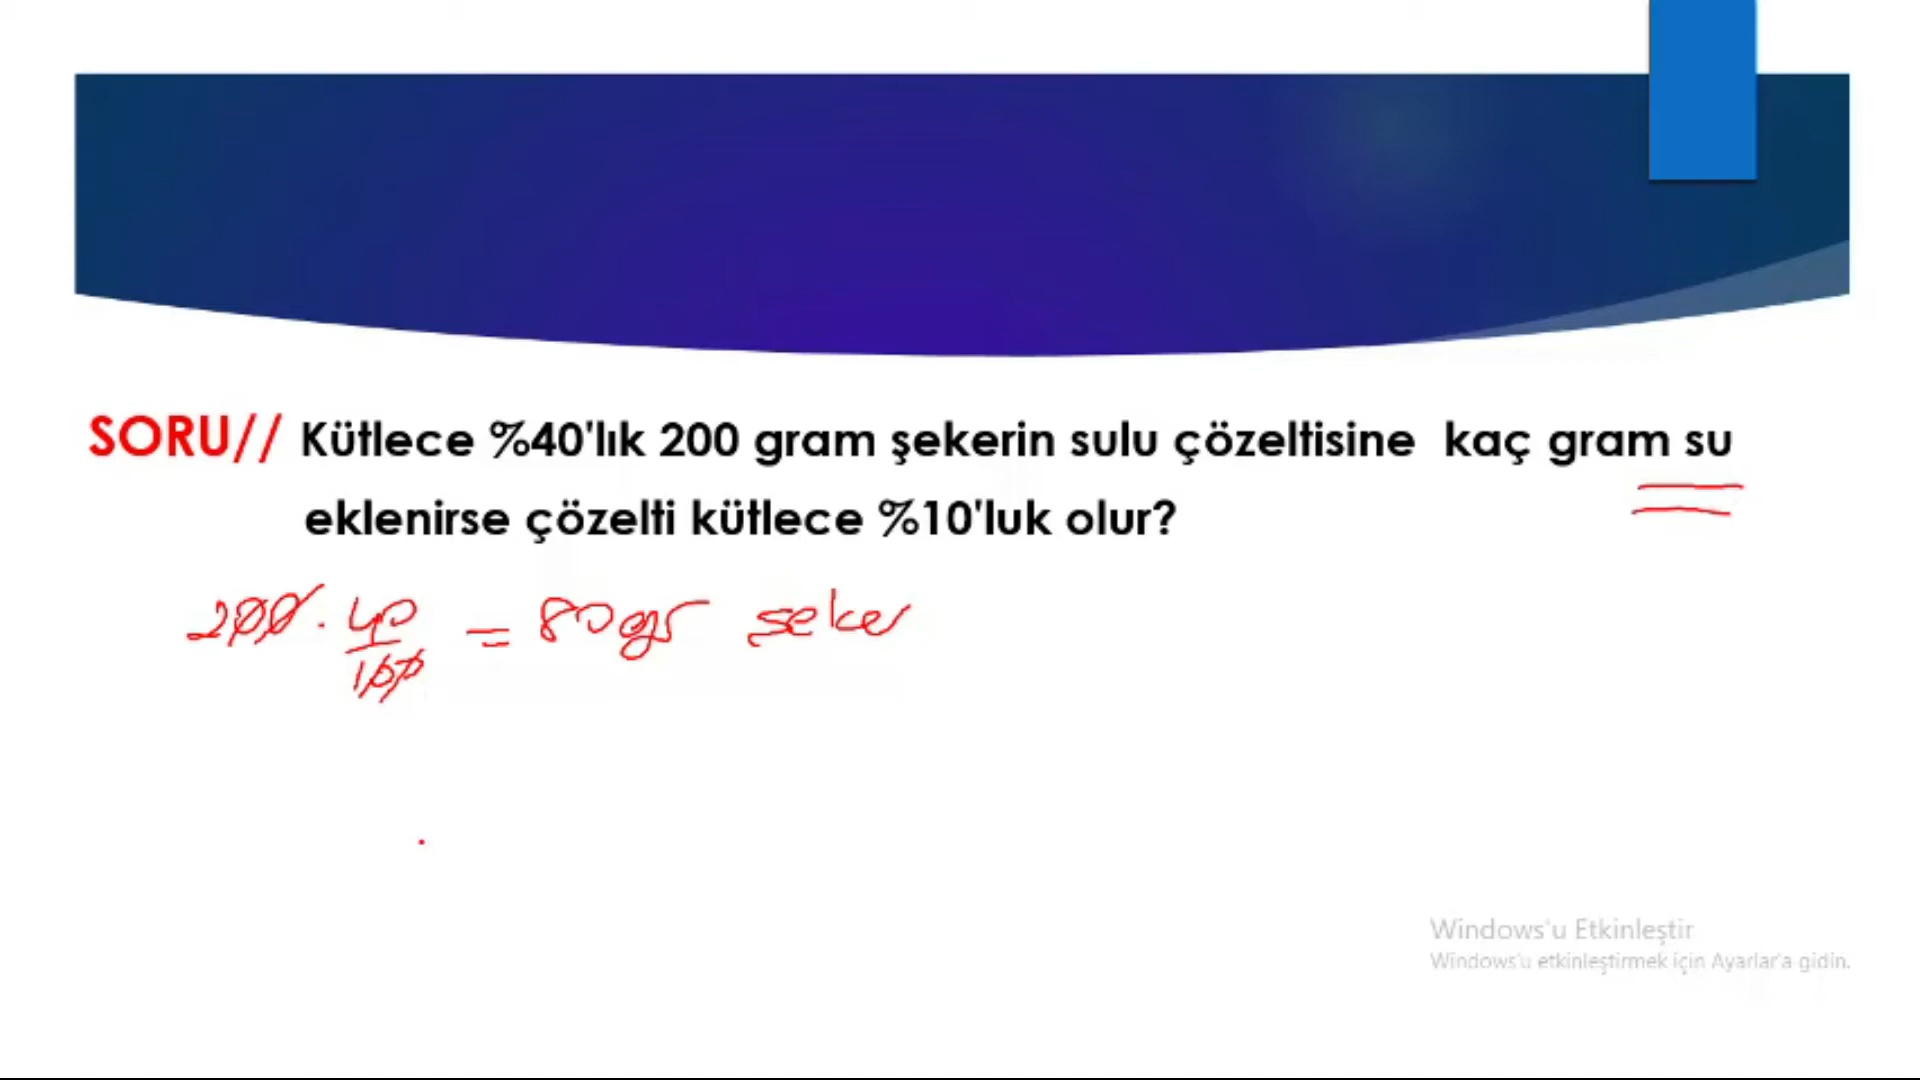 SORU// Kütlece %40'lık 200 gram şekerin sulu çözeltisine kaç gram su
eklenirse çözelti kütlece %10'luk olur?
200 . 40/100 = 80 gr şeker
Windows'u Etkinleştir
Windows'u etkinleştirmek için Ayarlar'a gidin.